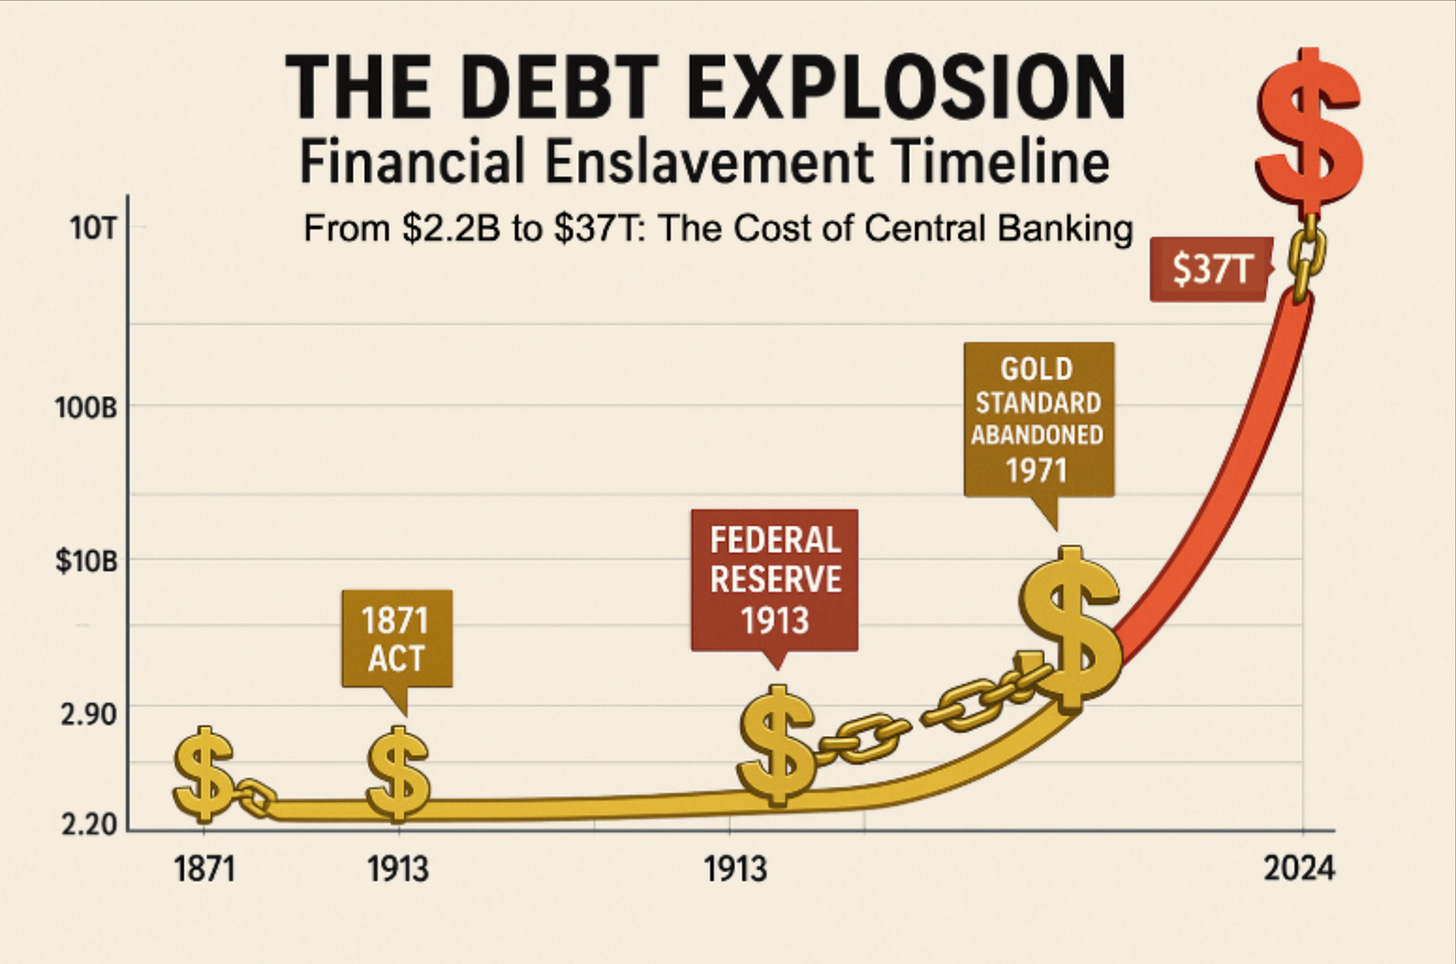 THE DEBT EXPLOSION
Financial Enslavement Timeline
From $2.2B to $37T: The Cost of Central Banking
10T
100B
$10B
2.90
2.20
$37T
GOLD
STANDARD
ABANDONED
1971
FEDERAL
RESERVE
1913
1871
ACT
$
$
$
$
$
1871
1913
1913
2024